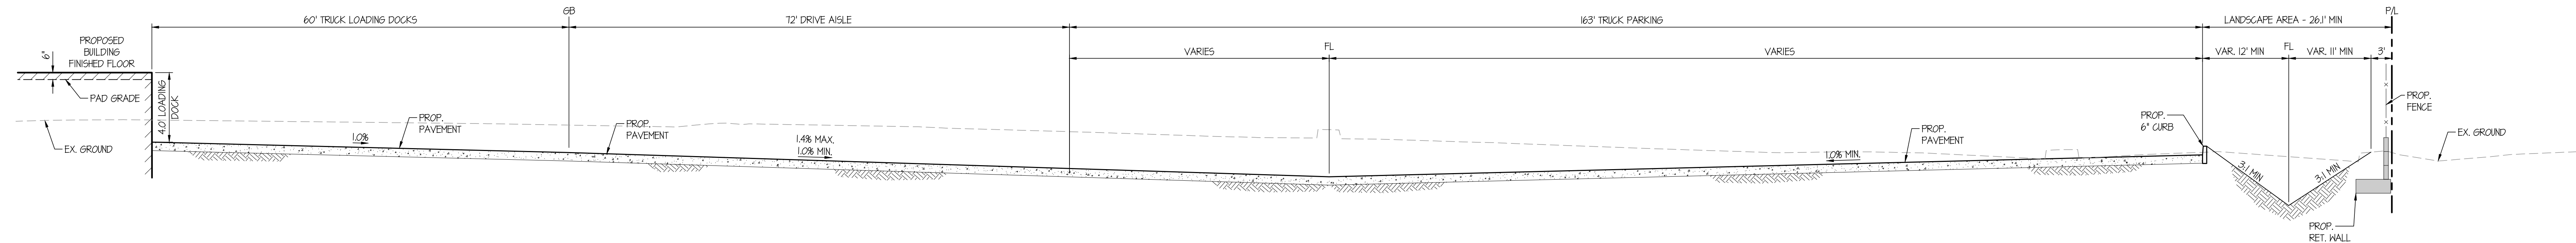 60' TRUCK LOADING DOCKS
GB
72' DRIVE AISLE
163' TRUCK PARKING
LANDSCAPE AREA - 26.1' MIN
P/L
6"
PROPOSED
BUILDING
FINISHED FLOOR
VARIES
FL
VARIES
VAR. 12' MIN
FL
VAR. 11' MIN
3'
PAD GRADE
4.0' LOADING
DOCK
PROP.
PAVEMENT
PROP.
PAVEMENT
PROP.
6" CURB
PROP.
FENCE
EX. GROUND
1.0%
1.4% MAX.
1.0% MIN.
1.0% MIN.
PROP.
PAVEMENT
EX. GROUND
3:1 MIN
3:1 MIN
PROP.
RET. WALL